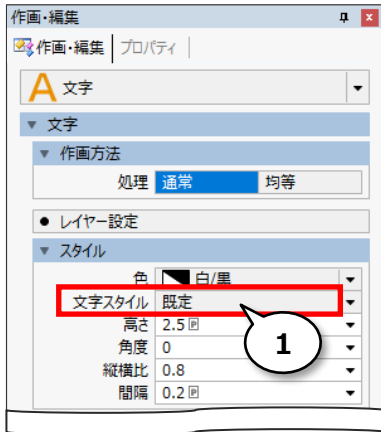 作画・編集
作画・編集 プロパティ
A 文字
文字
作画方法
処理 通常 均等
レイヤー設定
スタイル
色 白/黒
文字スタイル 既定
高さ 2.5 P
角度 0
縦横比 0.8
間隔 0.2 P
1